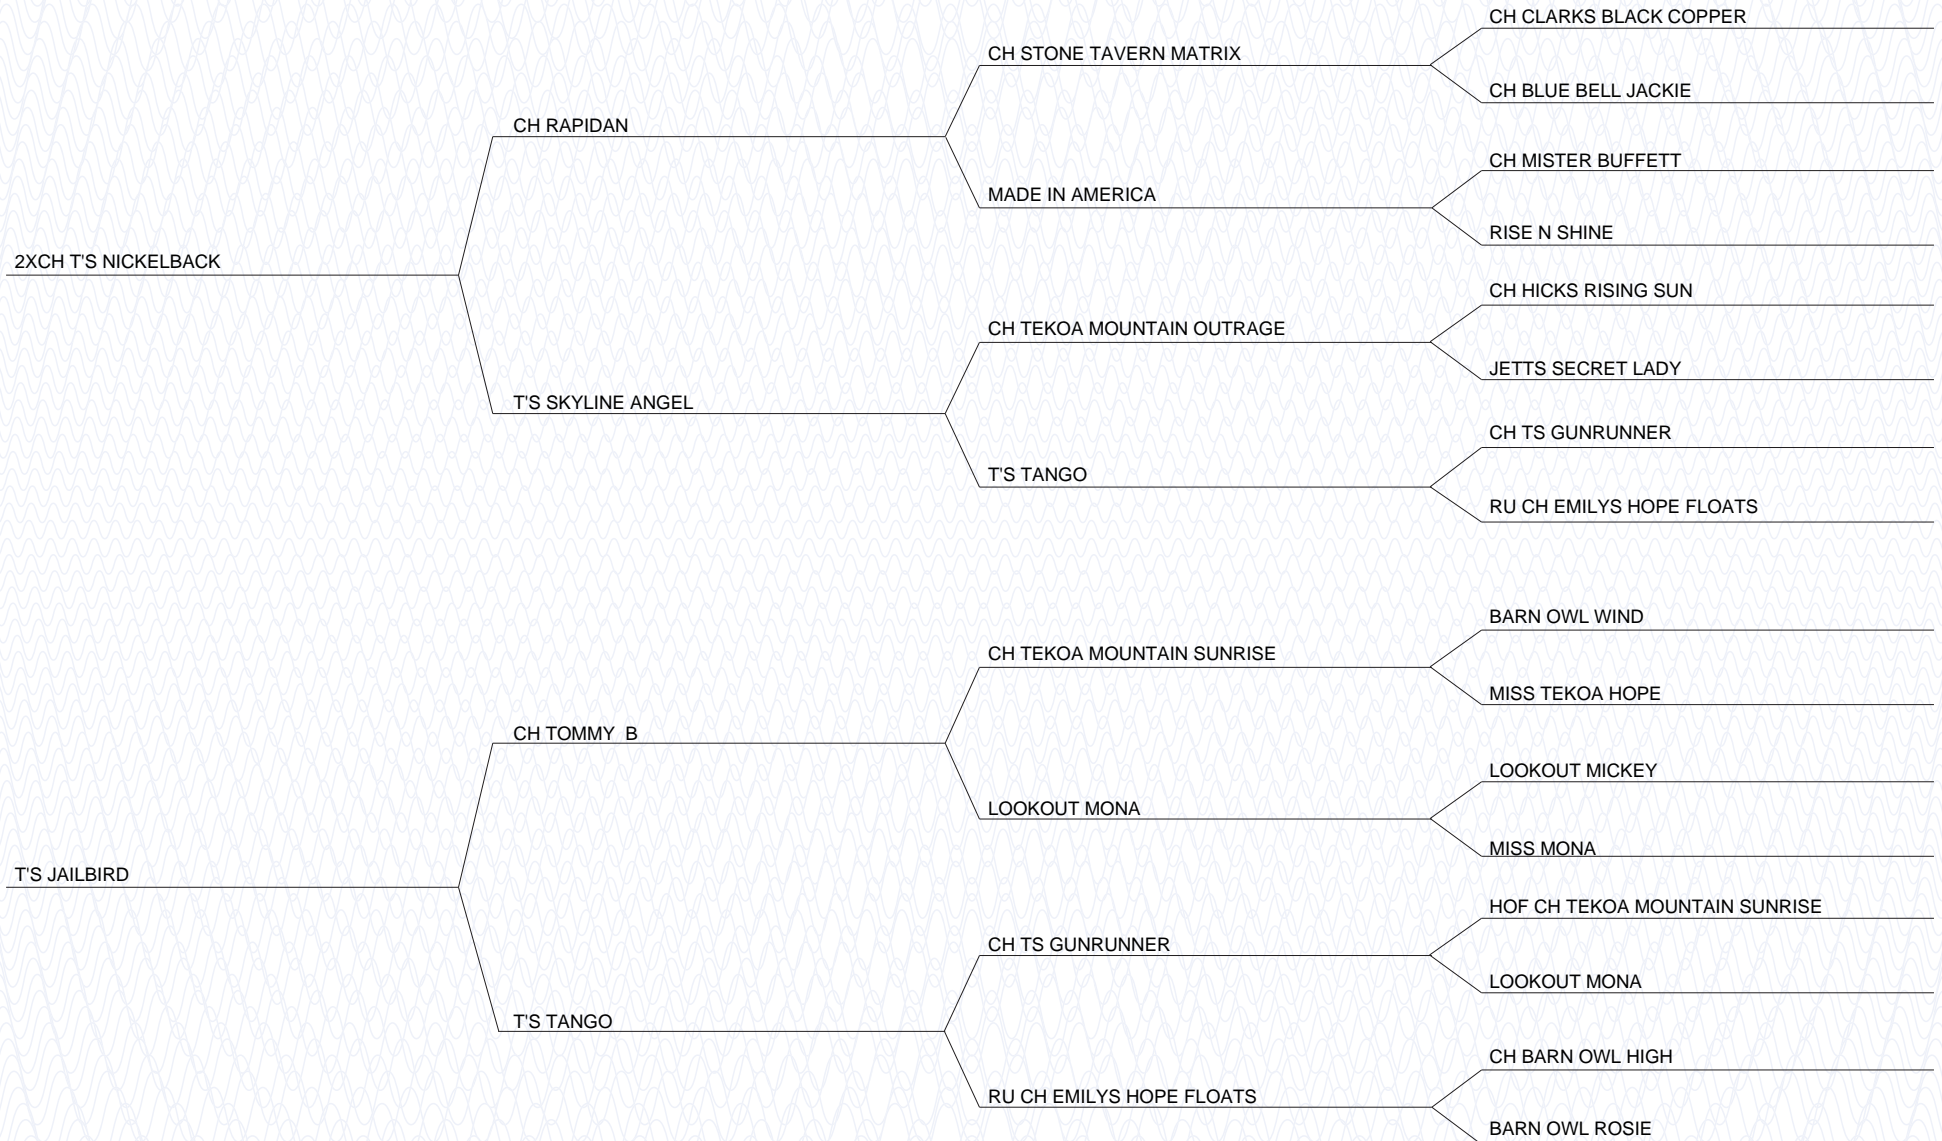 CH CLARKS BLACK COPPER
CH STONE TAVERN MATRIX
CH BLUE BELL JACKIE
CH RAPIDAN
CH MISTER BUFFETT
MADE IN AMERICA
RISE N SHINE
2XCH T'S NICKELBACK
CH HICKS RISING SUN
CH TEKOA MOUNTAIN OUTRAGE
JETTS SECRET LADY
T'S SKYLINE ANGEL
CH TS GUNRUNNER
T'S TANGO
RU CH EMILYS HOPE FLOATS
BARN OWL WIND
CH TEKOA MOUNTAIN SUNRISE
MISS TEKOA HOPE
CH TOMMY  B
LOOKOUT MICKEY
LOOKOUT MONA
MISS MONA
T'S JAILBIRD
HOF CH TEKOA MOUNTAIN SUNRISE
CH TS GUNRUNNER
LOOKOUT MONA
T'S TANGO
CH BARN OWL HIGH
RU CH EMILYS HOPE FLOATS
BARN OWL ROSIE